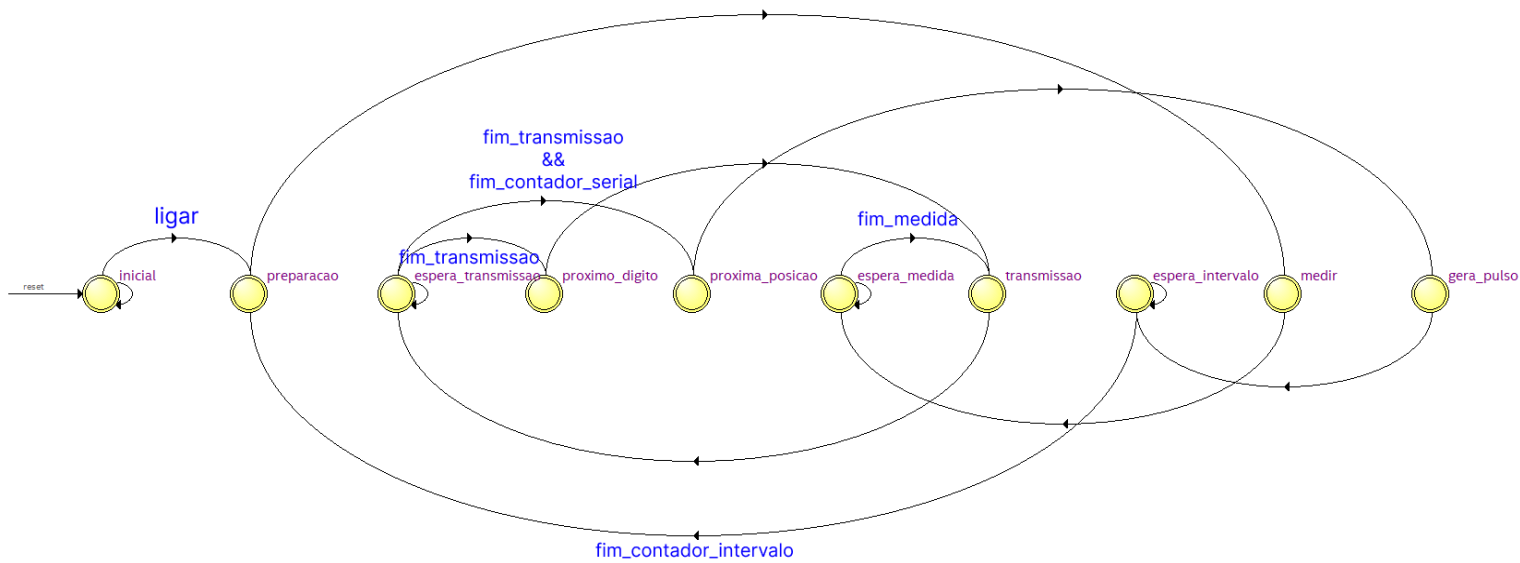 fim_transmissao
&&
fim_contador_serial
ligar
fim_medida
fim_transmissao
inicial
preparacao
espera_transmissao
proximo_digito
proxima_posicao
espera_medida
transmissao
espera_intervalo
medir
gera_pulso
reset
fim_contador_intervalo